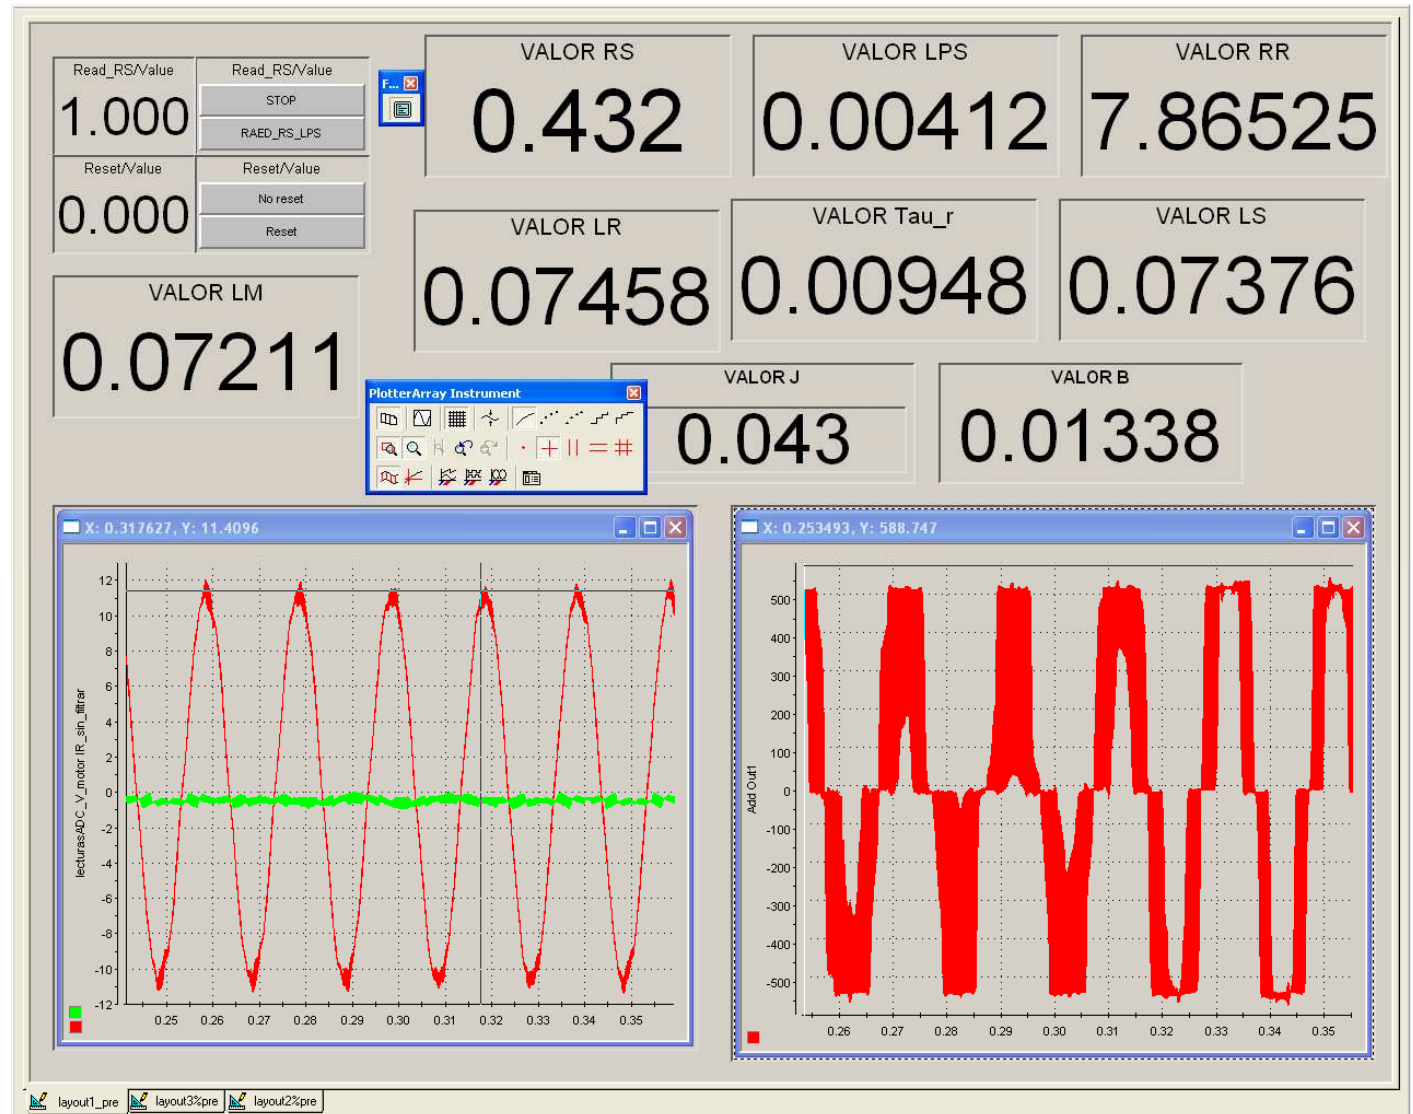 Read_RS/Value
1.000
Read_RS/Value
STOP
RAED_RS_LPS
Reset/Value
0.000
Reset/Value
No reset
Reset
F...
VALOR RS
0.432
VALOR LPS
0.00412
VALOR RR
7.86525
VALOR LR
0.07458
VALOR Tau_r
0.00948
VALOR LS
0.07376
VALOR LM
0.07211
PlotterArray Instrument
VALOR J
0.043
VALOR B
0.01338
X: 0.317627, Y: 11.4096
12
10
8
6
4
2
0
-2
-4
-6
-8
-10
-12
lecturasADC_V_motor IR_sin_filtrar
0.25 0.26 0.27 0.28 0.29 0.30 0.31 0.32 0.33 0.34 0.35
X: 0.253493, Y: 588.747
500
400
300
200
100
0
-100
-200
-300
-400
-500
Add Out1
0.26 0.27 0.28 0.29 0.30 0.31 0.32 0.33 0.34 0.35
layout1_pre layout3%pre layout2%pre